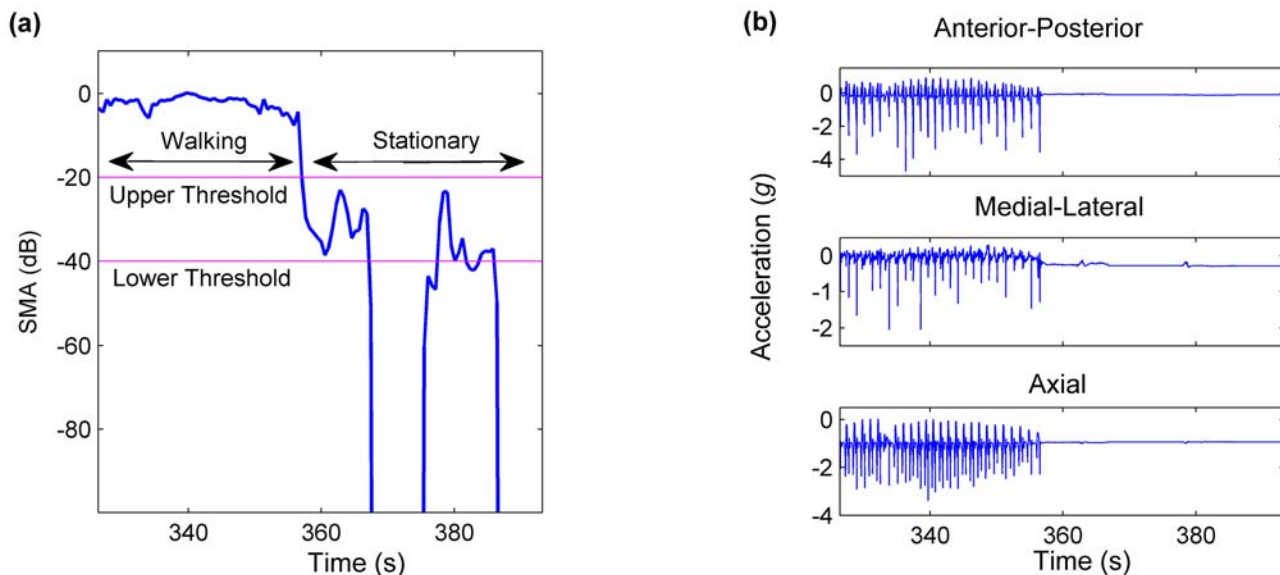 (a)
0
-20
-40
-60
-80
SMA (dB)
Walking
Stationary
Upper Threshold
Lower Threshold
340
360
380
Time (s)
(b)
Anterior-Posterior
0
-2
-4
Medial-Lateral
0
-1
-2
Acceleration (g)
Axial
0
-2
-4
340
360
380
Time (s)